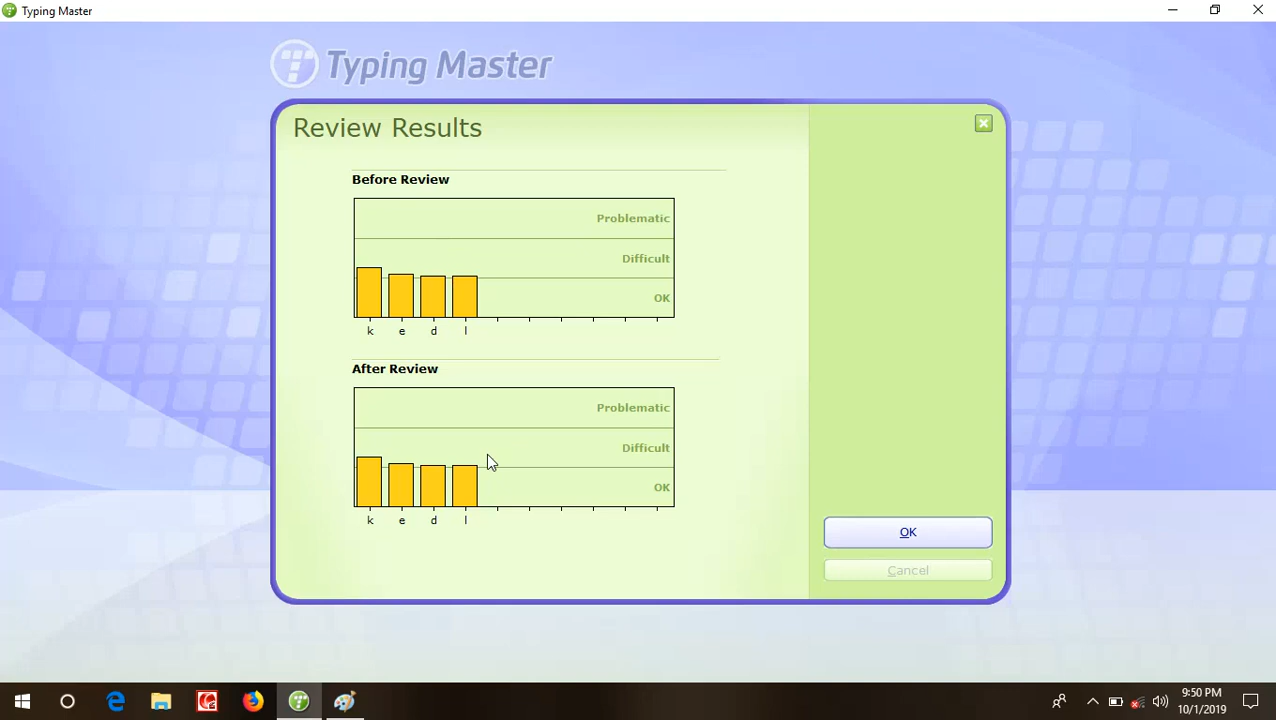 Typing Master
Typing Master
Review Results
Before Review
Problematic
Difficult
OK
k e d l
After Review
Problematic
Difficult
OK
k e d l
OK
Cancel
9:50 PM
10/1/2019